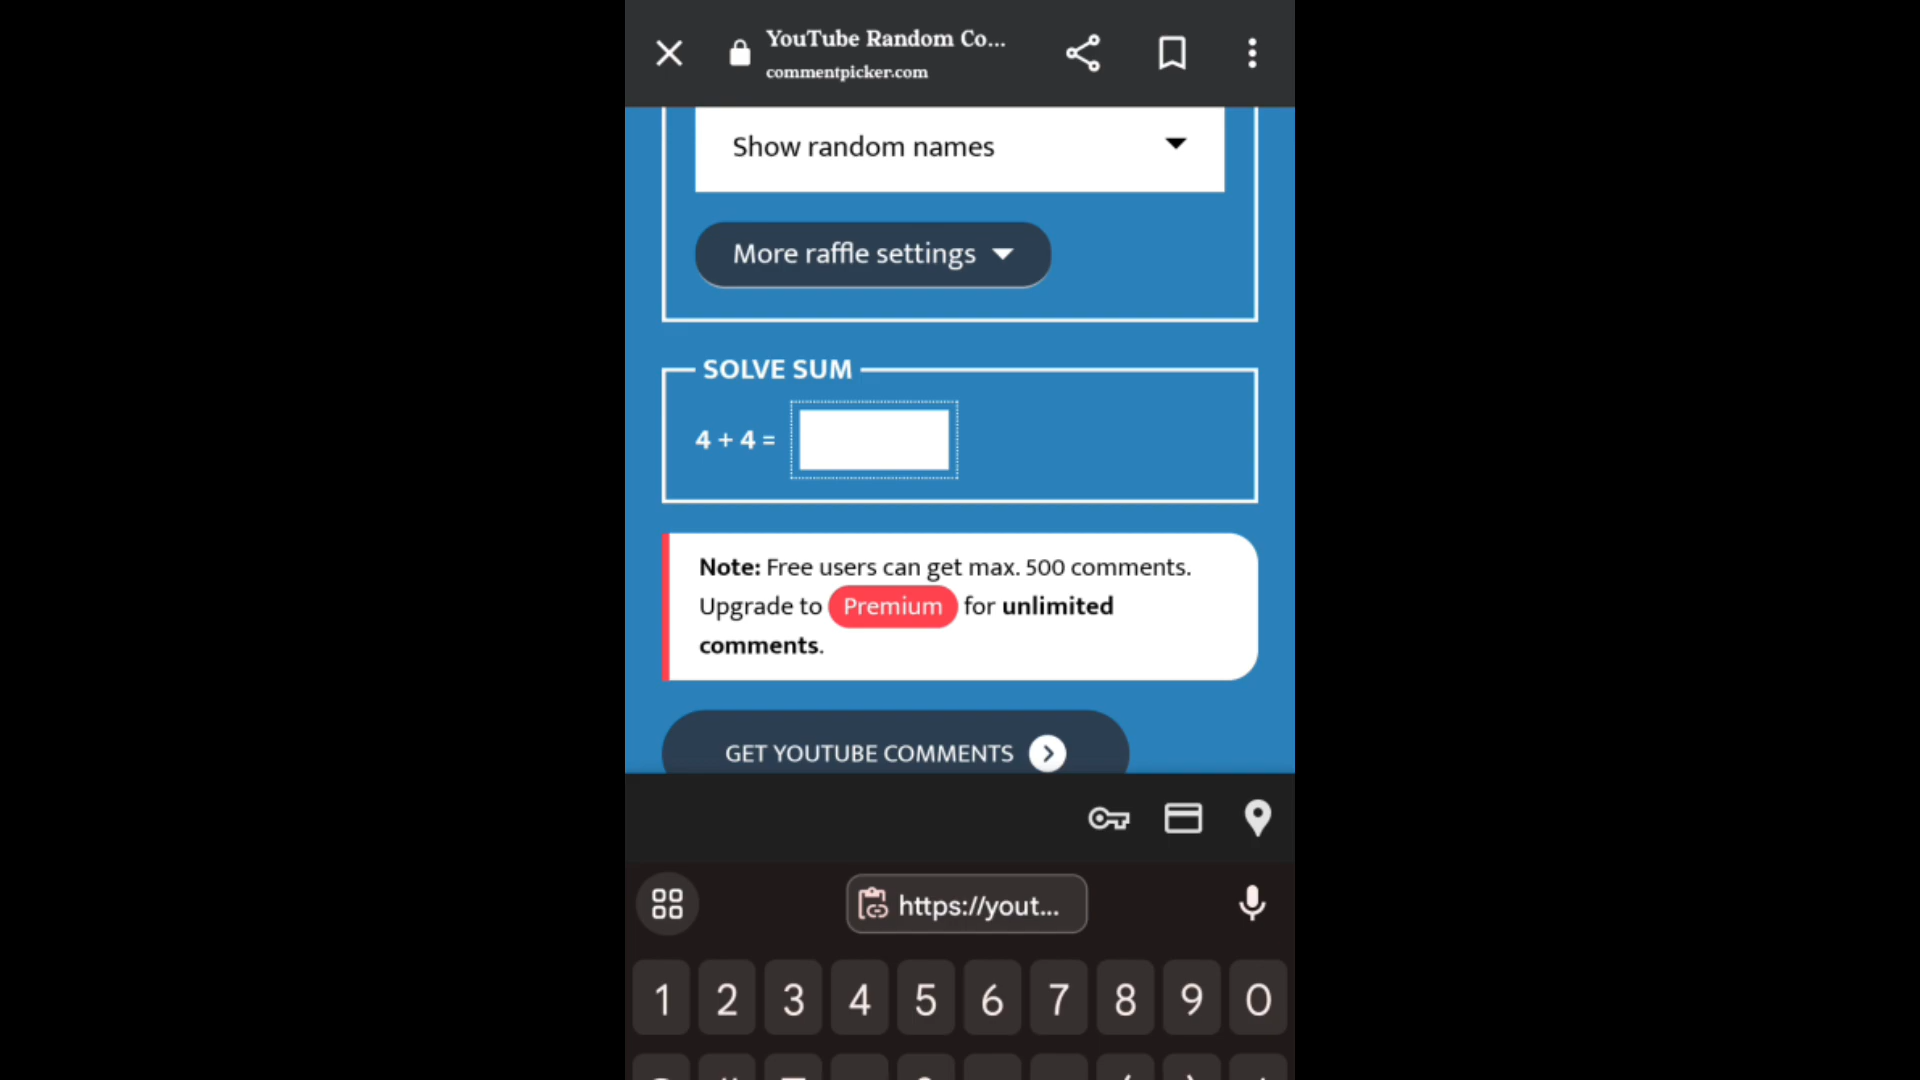 YouTube Random Co...
commentpicker.com
Show random names
More raffle settings
SOLVE SUM
4 + 4 =
Note: Free users can get max. 500 comments.
Upgrade to Premium for unlimited
comments.
GET YOUTUBE COMMENTS
https://yout...
1 2 3 4 5 6 7 8 9 0